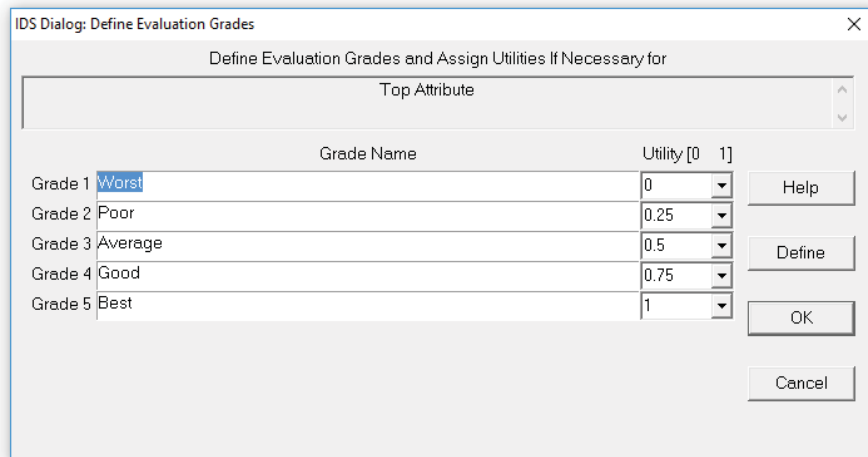 IDS Dialog: Define Evaluation Grades
Define Evaluation Grades and Assign Utilities If Necessary for
Top Attribute
Grade Name Utility [0 1]
Grade 1 Worst 0 Help
Grade 2 Poor 0.25
Grade 3 Average 0.5 Define
Grade 4 Good 0.75
Grade 5 Best 1 OK
Cancel